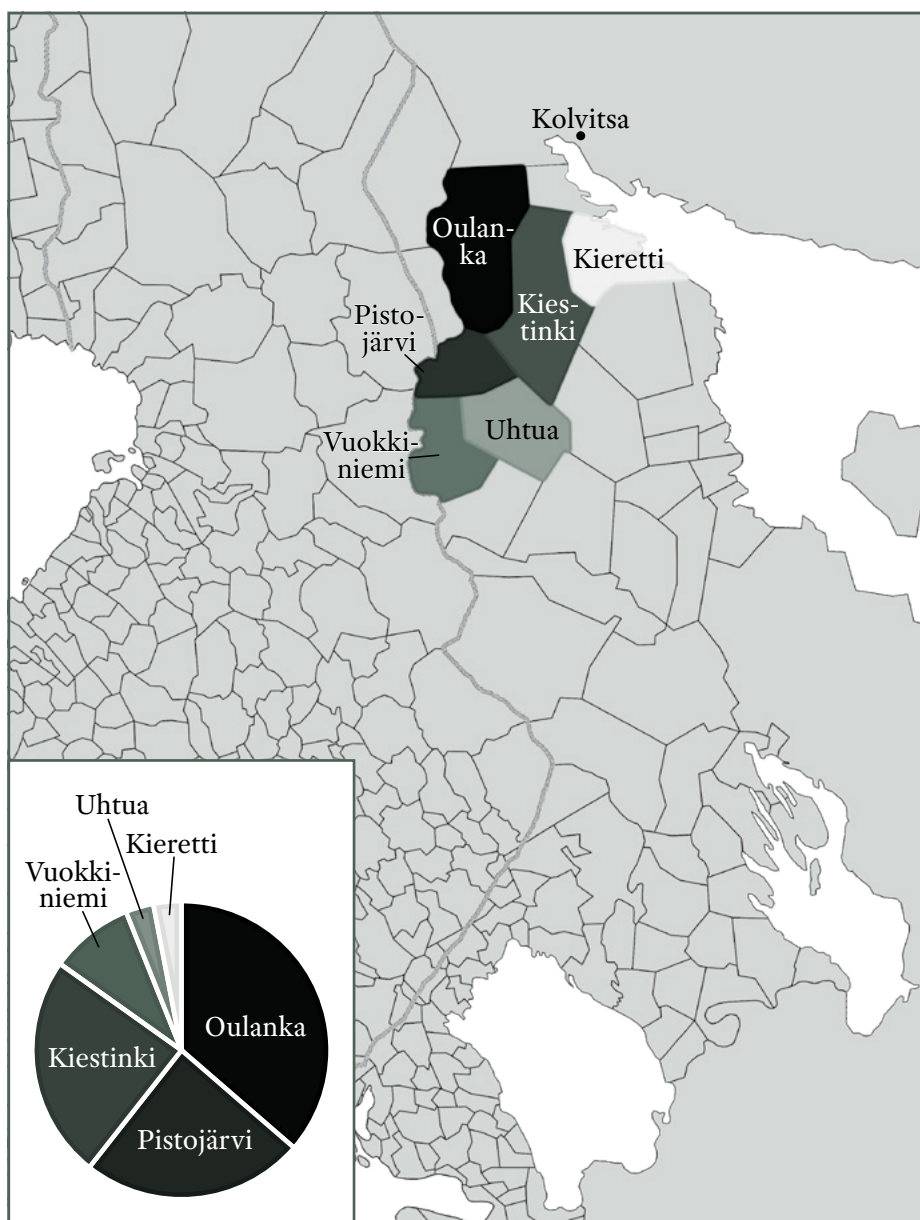 Kolvitsa
Oulan-
ka
Kieretti
Kies-
tinki
Pisto-
järvi
Uhtua
Vuokki-
niemi
Uhtua
Kieretti
Vuokki-
niemi
Oulanka
Kiestinki
Pistojärvi